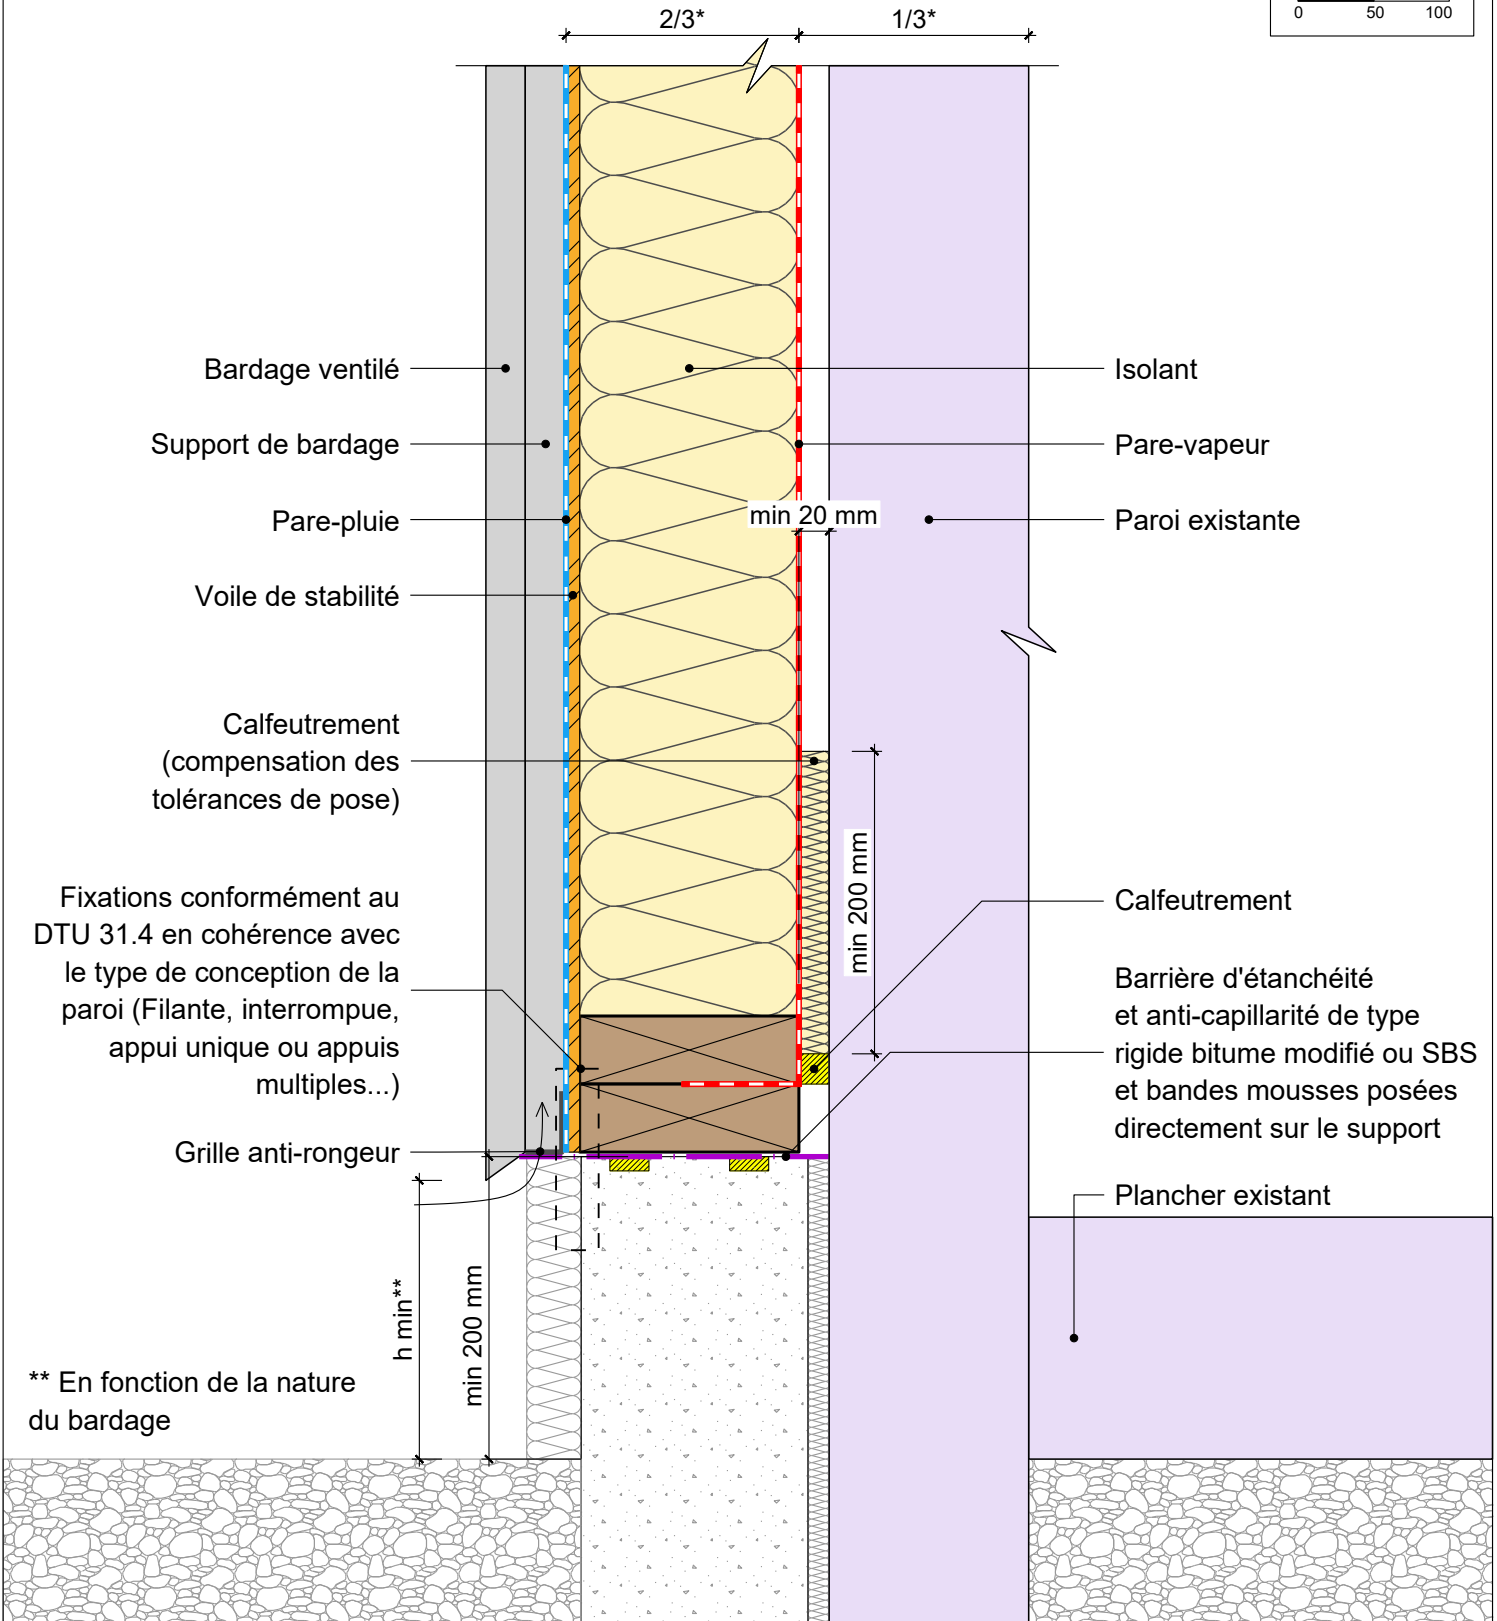 2/3*
1/3*
0 50 100
Bardage ventilé
Support de bardage
Pare-pluie
Voile de stabilité
Calfeutrement
(compensation des
tolérances de pose)
Fixations conformément au
DTU 31.4 en cohérence avec
le type de conception de la
paroi (Filante, interrompue,
appui unique ou appuis
multiples...)
Grille anti-rongeur
Isolant
Pare-vapeur
min 20 mm
Paroi existante
min 200 mm
Calfeutrement
Barrière d'étanchéité
et anti-capillarité de type
rigide bitume modifié ou SBS
et bandes mousses posées
directement sur le support
Plancher existant
h min**
min 200 mm
** En fonction de la nature
du bardage